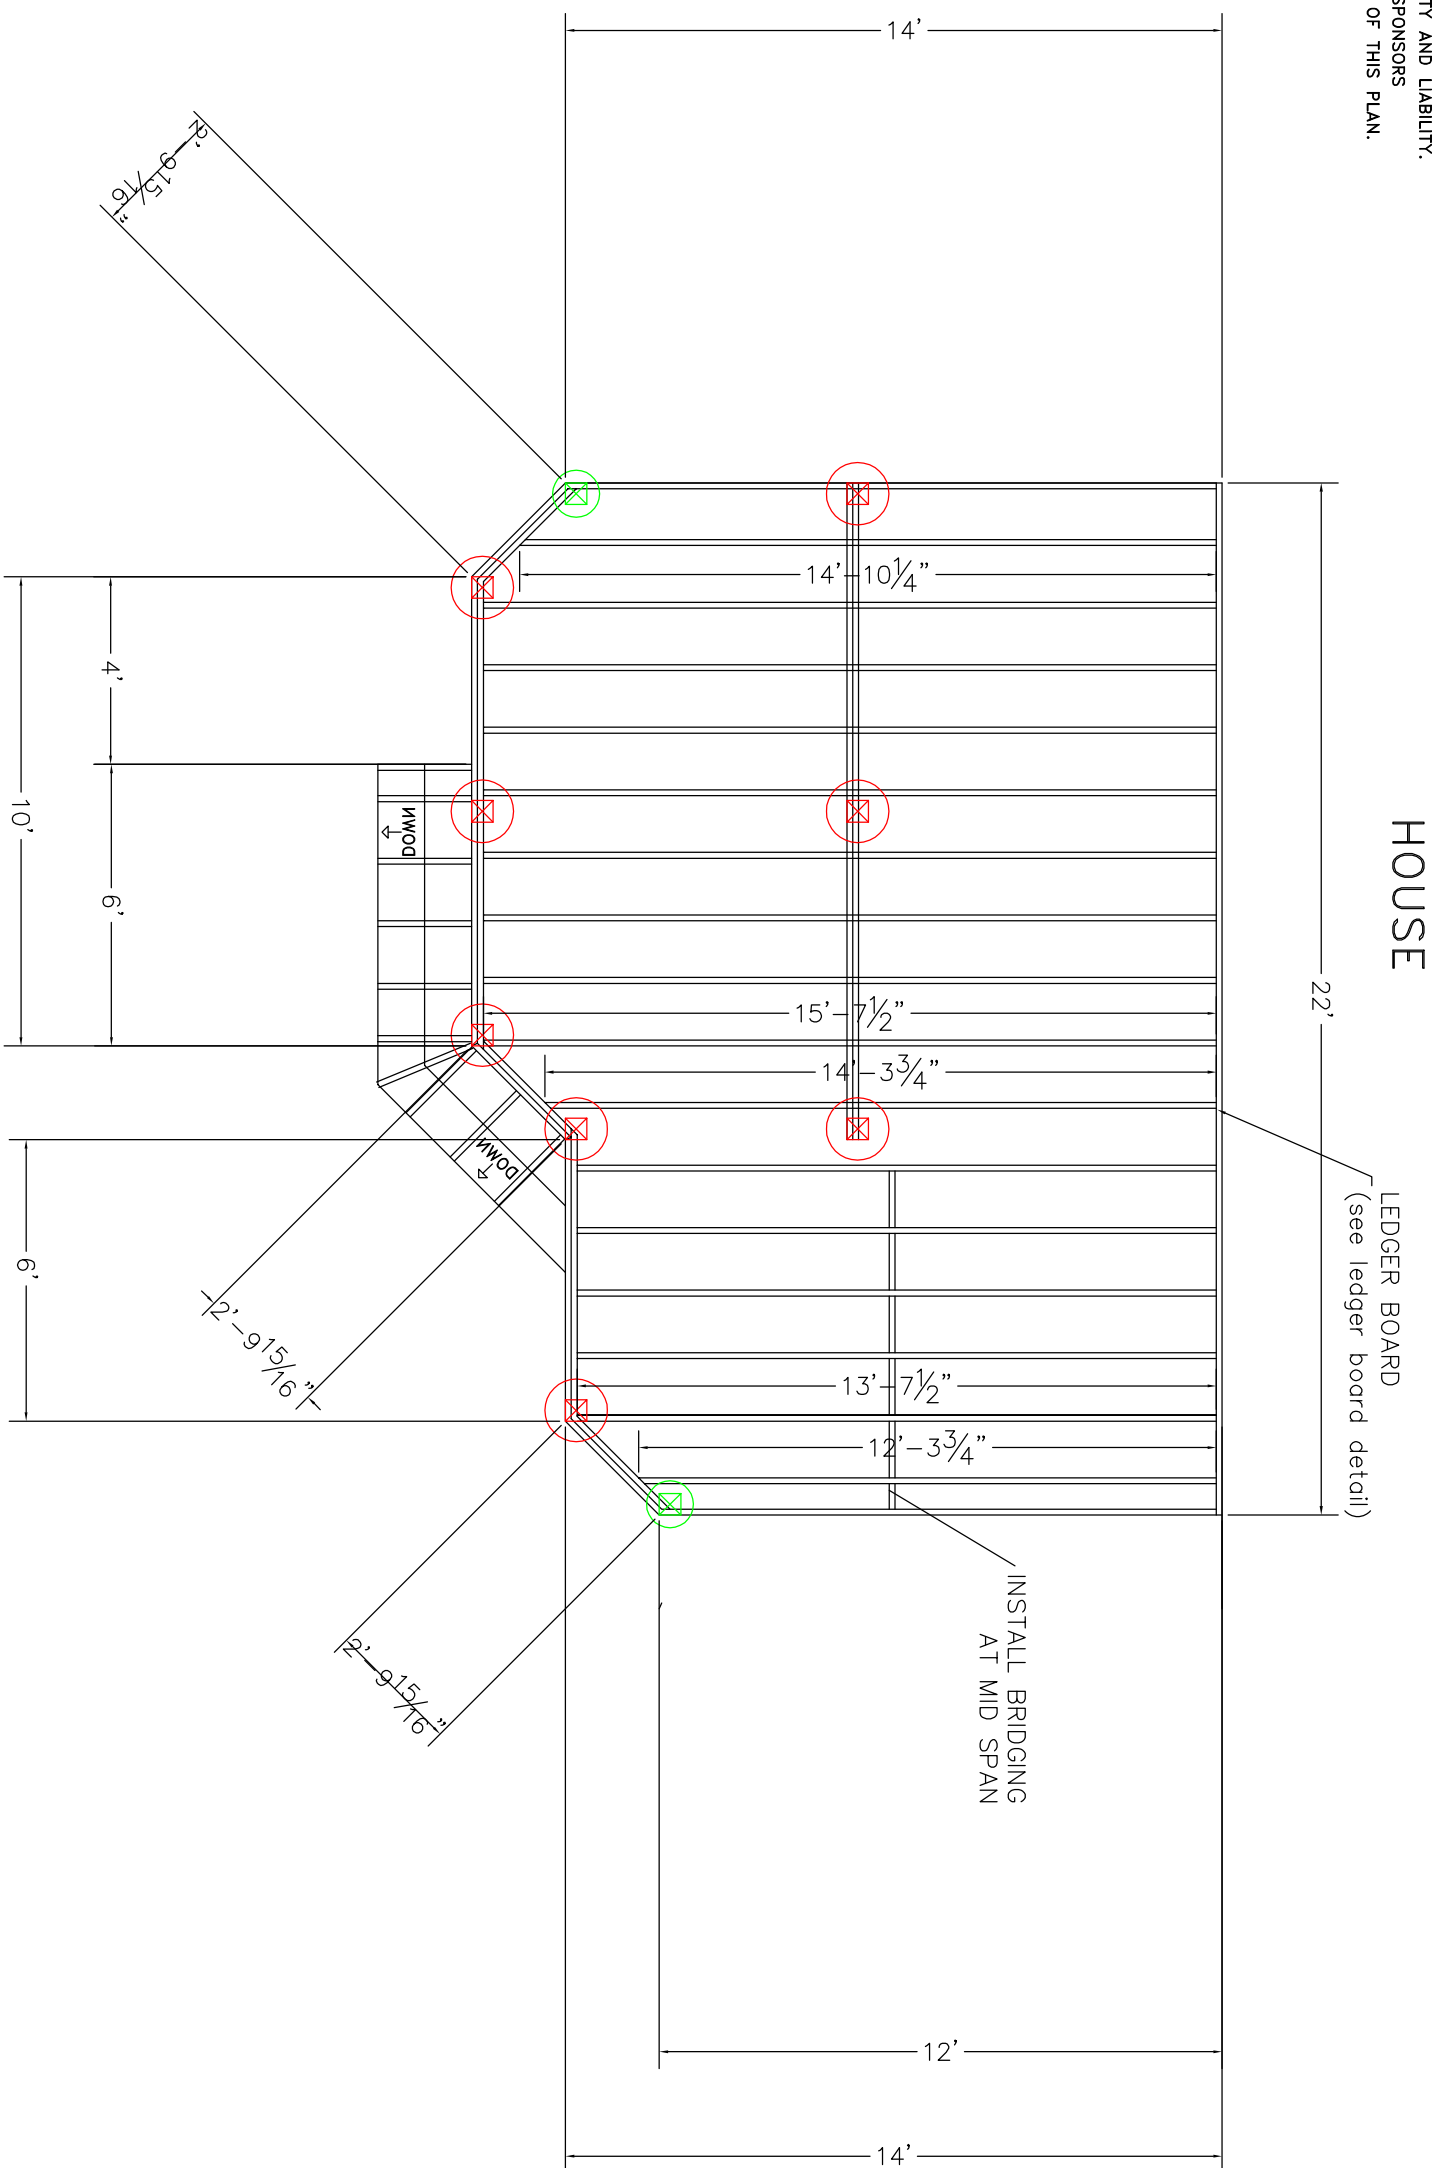 TY AND LIABILITY.
SPONSORS
OF THIS PLAN.
HOUSE
22'
LEDGER BOARD
(see ledger board detail)
14'
14'-10 1/4"
15'-7 1/2"
14'-3 3/4"
13'-7 1/2"
12'-3 3/4"
INSTALL BRIDGING
AT MID SPAN
2'-9 15/16"
4'
6'
10'
DOWN
DOWN
2'-9 15/16"
6'
2'-9 15/16"
12'
14'